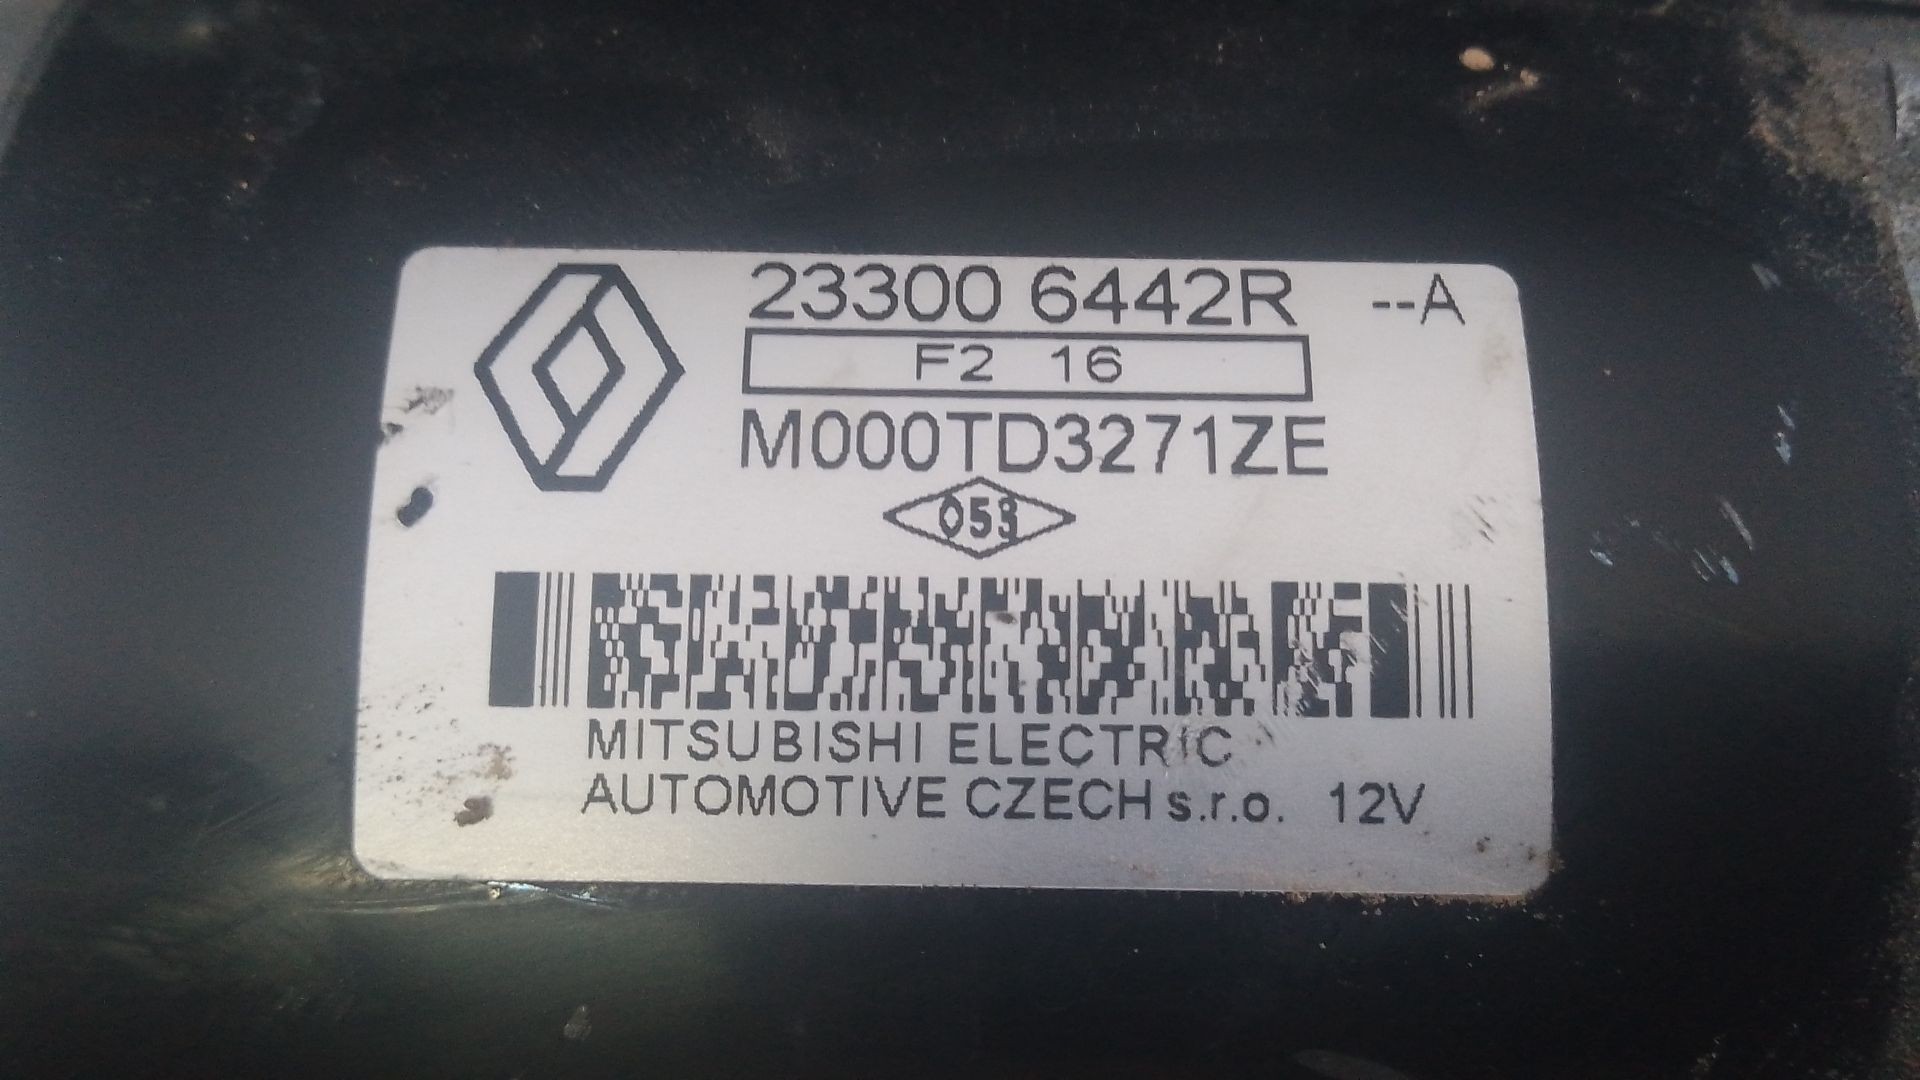 23300 6442R --A
F2 16
M000TD3271ZE
053
MITSUBISHI ELECTRIC
AUTOMOTIVE CZECH s.r.o. 12V